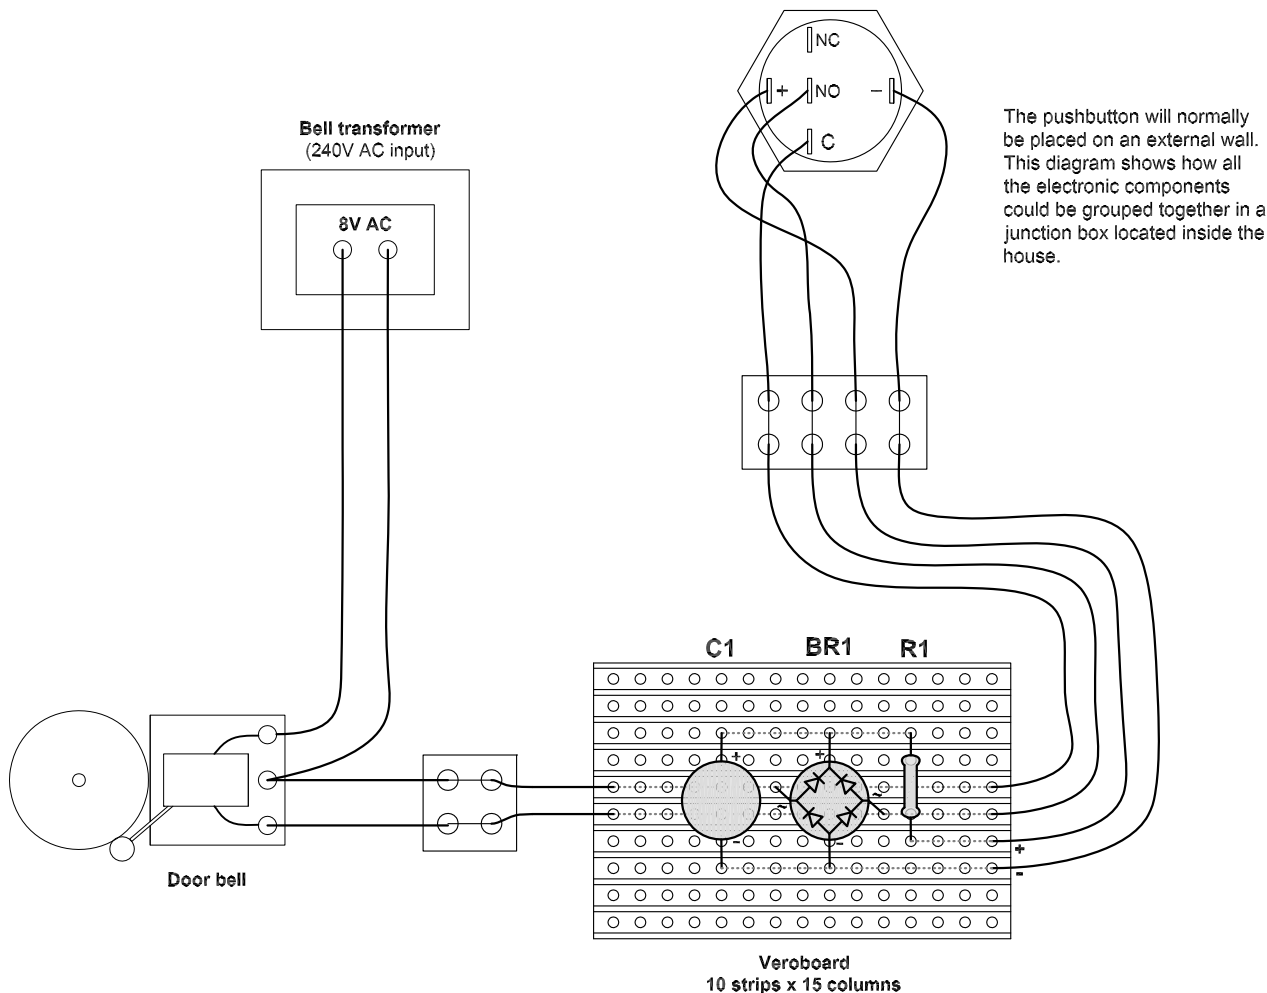 NC
+ NO −
C
The pushbutton will normally
be placed on an external wall.
This diagram shows how all
the electronic components
could be grouped together in a
junction box located inside the
house.
Bell transformer
(240V AC input)
8V AC
C1 BR1 R1
+ +
~ ~
- -
+
-
Door bell
Veroboard
10 strips x 15 columns